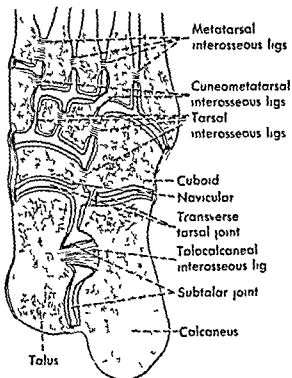 Metatarsal
interosseous ligs
Cuneometatarsal
interosseous ligs
Tarsal
interosseous ligs
Cuboid
Navicular
Transverse
tarsal joint
Talocalcaneal
interosseous lig
Subtalar joint
Calcaneus
Talus